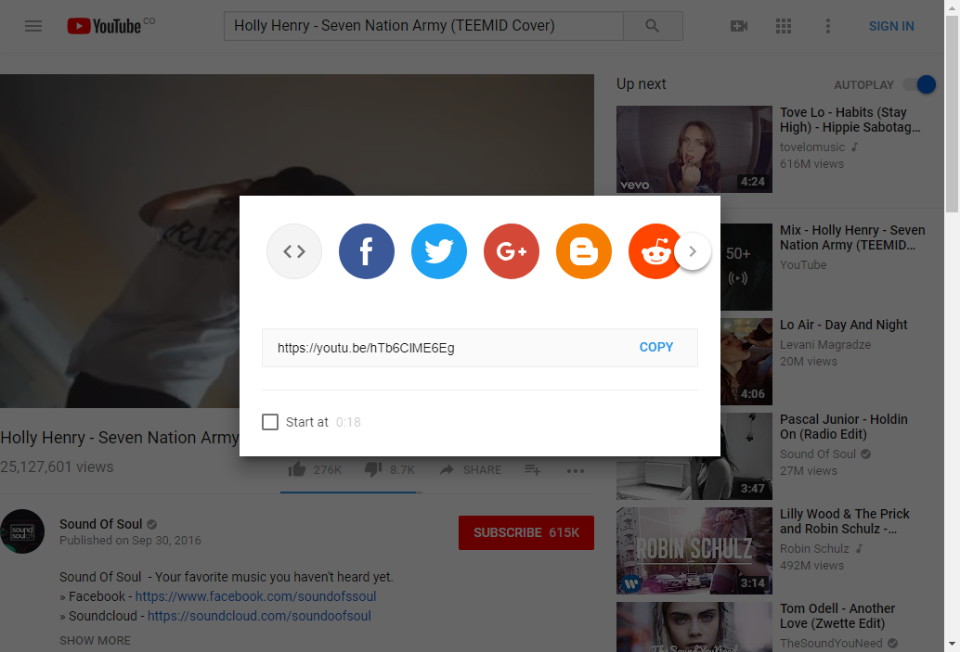 YouTube CO
Holly Henry - Seven Nation Army (TEEMID Cover)
SIGN IN
Up next
AUTOPLAY
vevo
4:24
Tove Lo - Habits (Stay
High) - Hippie Sabotag...
tovelomusic
616M views
50+
Mix - Holly Henry - Seven
Nation Army (TEEMID...
YouTube
4:06
Lo Air - Day And Night
Levani Magradze
20M views
3:47
Pascal Junior - Holdin
On (Radio Edit)
Sound Of Soul
27M views
ROBIN SCHULZ
3:14
Lilly Wood & The Prick
and Robin Schulz -...
Robin Schulz
492M views
TheSoundYouNeed
Tom Odell - Another
Love (Zwette Edit)
TheSoundYouNeed
f
G+
https://youtu.be/hTb6CIME6Eg
COPY
Start at 0:18
Holly Henry - Seven Nation Army
25,127,601 views
276K
8.7K
SHARE
sound
soul
Sound Of Soul
Published on Sep 30, 2016
SUBSCRIBE 615K
Sound Of Soul - Your favorite music you haven't heard yet.
» Facebook - https://www.facebook.com/soundofssoul
» Soundcloud - https://soundcloud.com/soundoofsoul
SHOW MORE